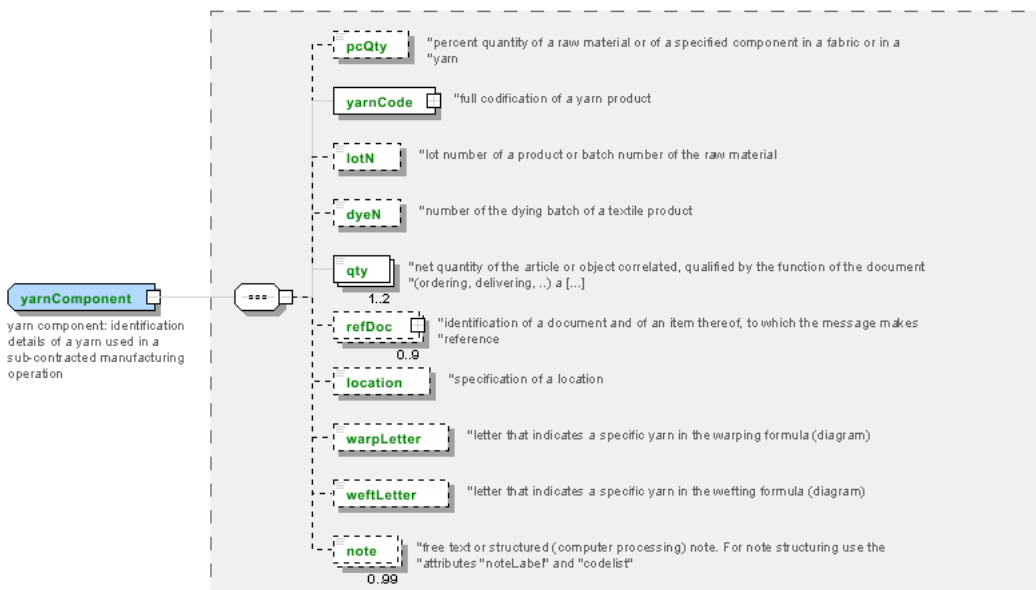 pcQty
"percent quantity of a raw material or of a specified component in a fabric or in a
"yarn
yarnCode
"full codification of a yarn product
lotN
"lot number of a product or batch number of the raw material
dyeN
"number of the dying batch of a textile product
qty
"net quantity of the article or object correlated, qualified by the function of the document
"(ordering, delivering, ..) a [...]
1..2
yarnComponent
yarn component: identification
details of a yarn used in a
sub-contracted manufacturing
operation
refDoc
"identification of a document and of an item thereof, to which the message makes
"reference
0..9
location
"specification of a location
warpLetter
"letter that indicates a specific yarn in the warping formula (diagram)
weftLetter
"letter that indicates a specific yarn in the wefting formula (diagram)
note
"free text or structured (computer processing) note. For note structuring use the
"attributes "noteLabel" and "codelist"
0..99